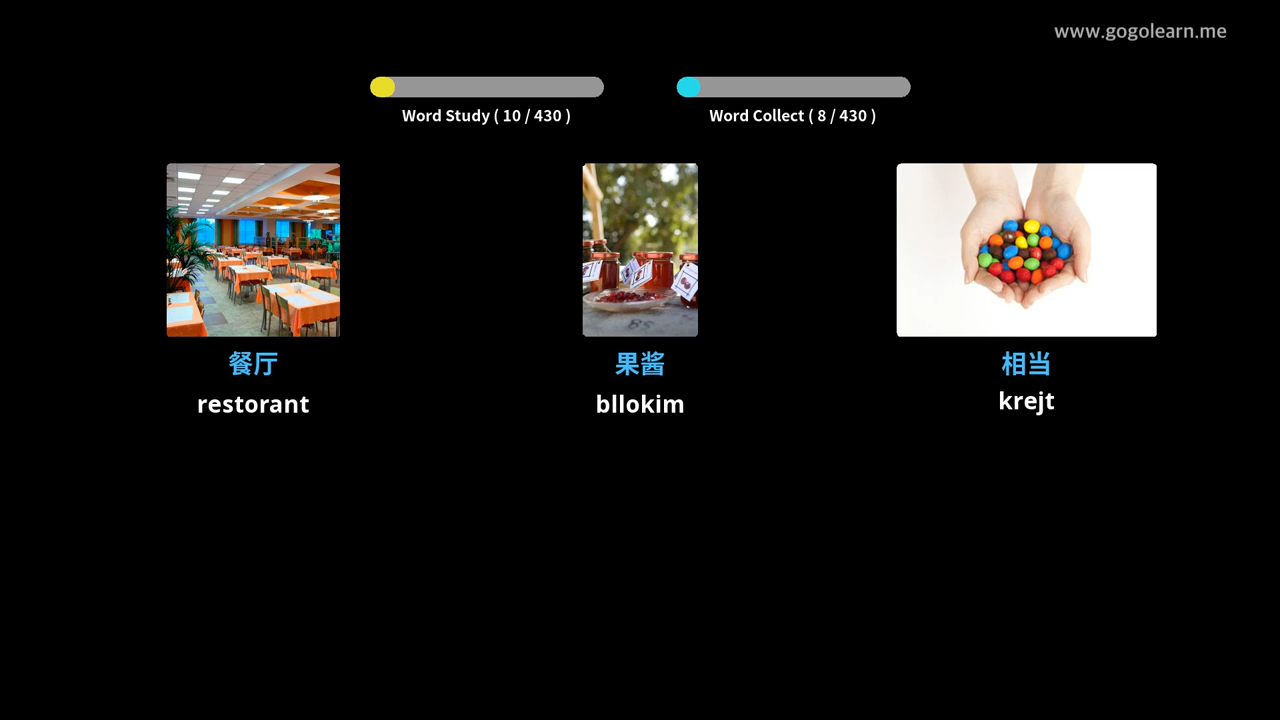 www.gogolearn.me
Word Study ( 10 / 430 )
Word Collect ( 8 / 430 )
餐厅
果酱
相当
restorant
bllokim
krejt